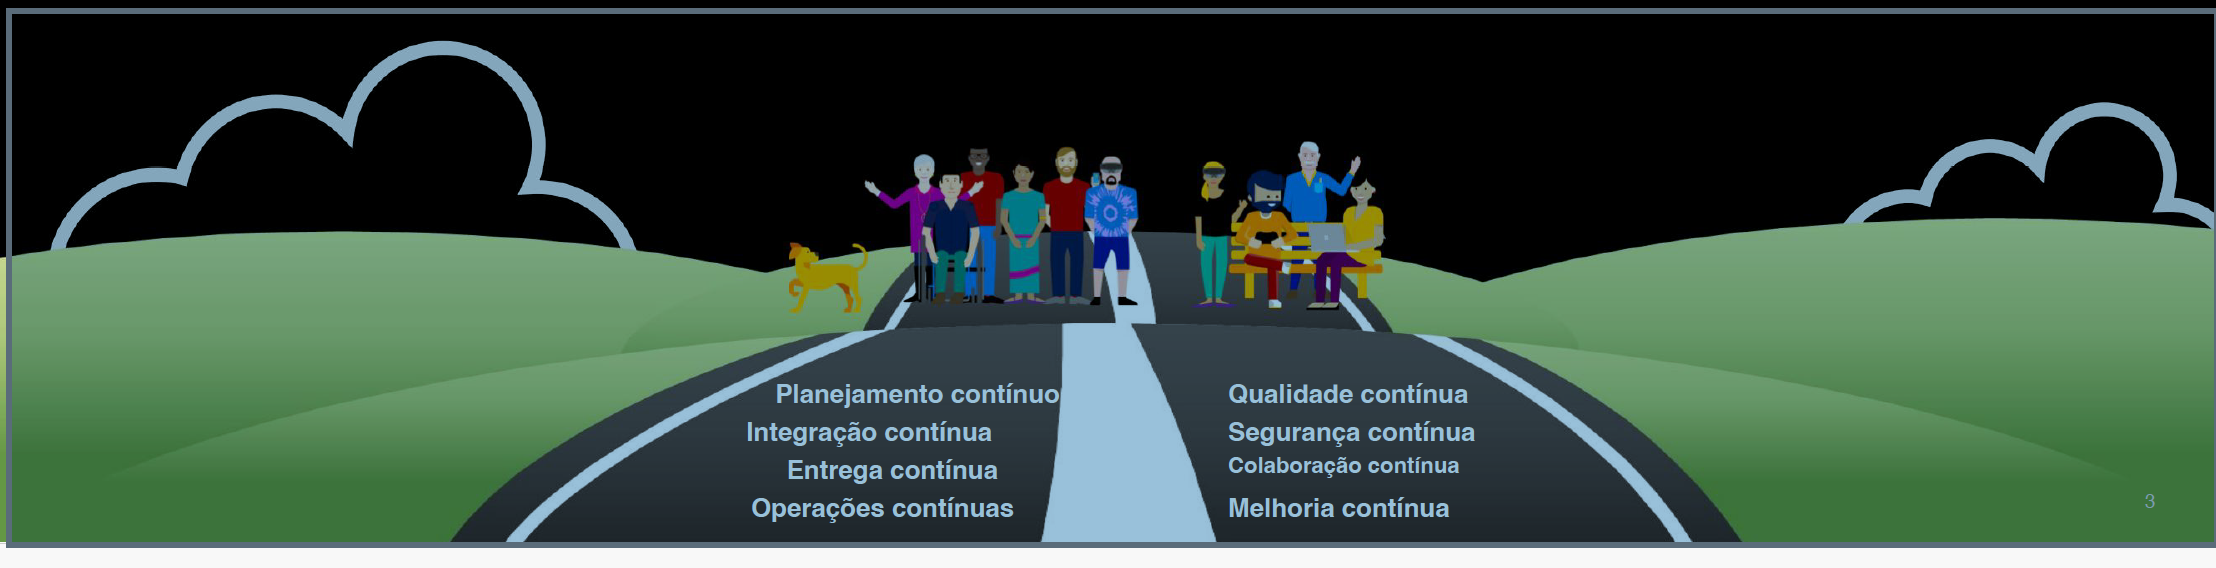 Planejamento contínuo
Integração contínua
Entrega contínua
Operações contínuas
Qualidade contínua
Segurança contínua
Colaboração contínua
Melhoria contínua
3